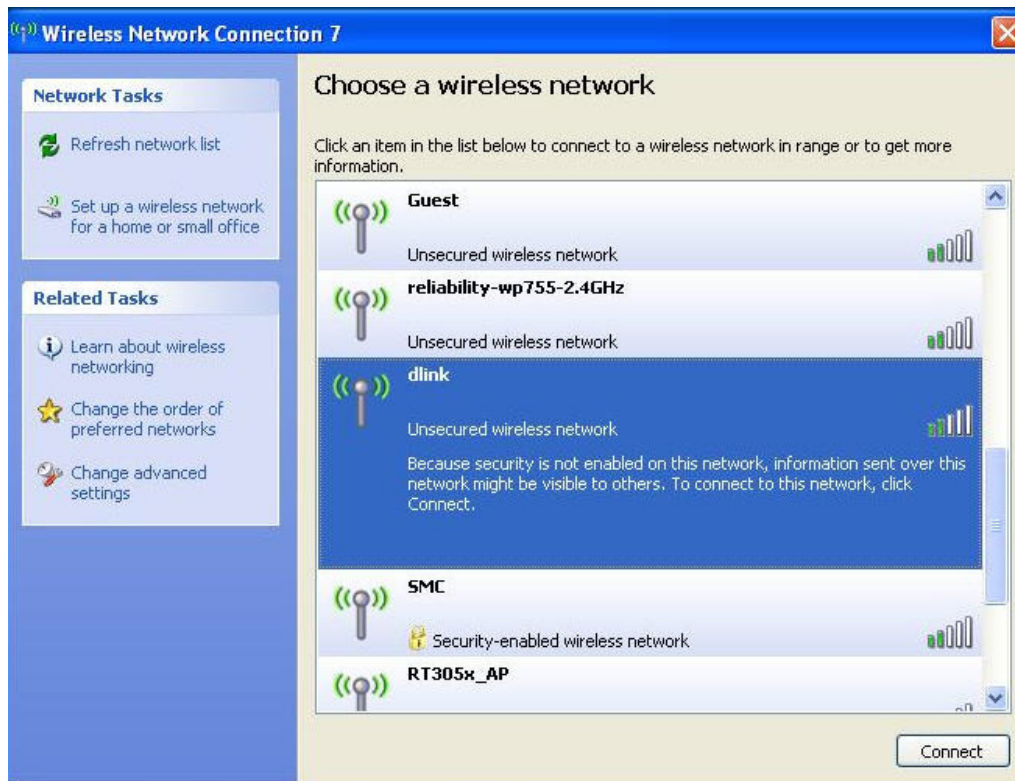 Wireless Network Connection 7
Network Tasks
Refresh network list
Set up a wireless network
for a home or small office
Related Tasks
Learn about wireless
networking
Change the order of
preferred networks
Change advanced
settings
Choose a wireless network
Click an item in the list below to connect to a wireless network in range or to get more
information.
Guest
Unsecured wireless network
reliability-wp755-2.4GHz
Unsecured wireless network
dlink
Unsecured wireless network
Because security is not enabled on this network, information sent over this
network might be visible to others. To connect to this network, click
Connect.
SMC
Security-enabled wireless network
RT305x_AP
Connect